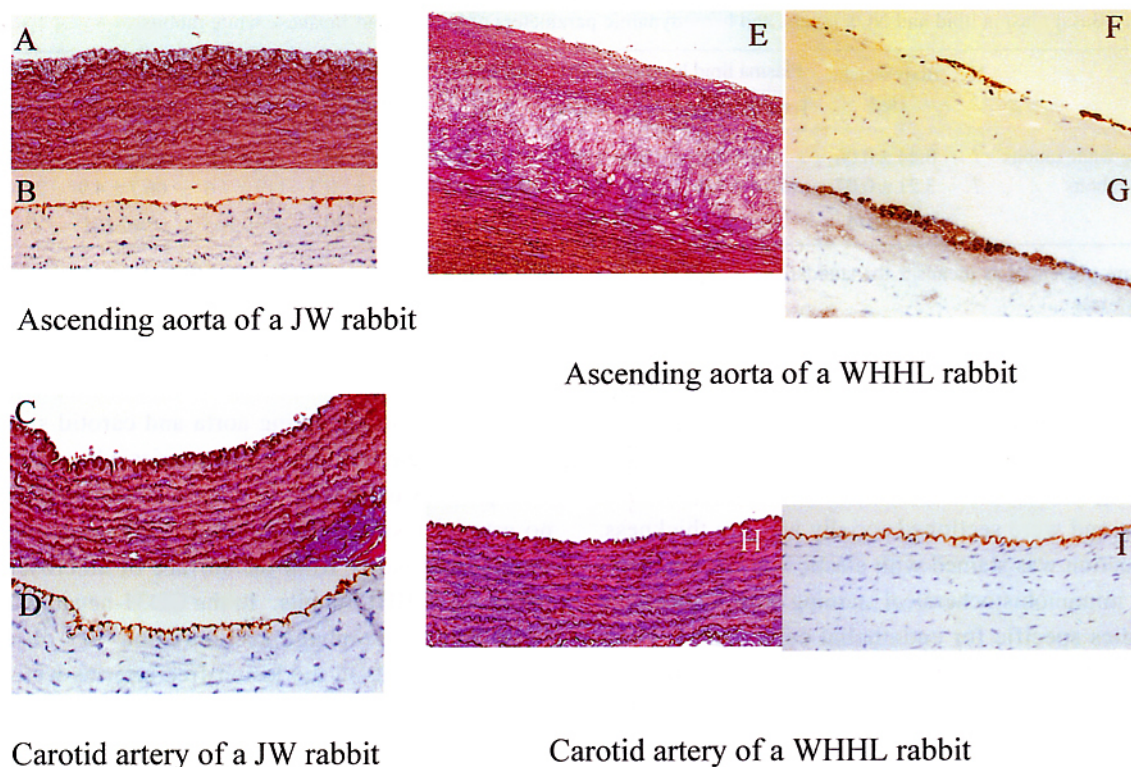 A
B
Ascending aorta of a JW rabbit
E
F
G
Ascending aorta of a WHHL rabbit
C
D
Carotid artery of a JW rabbit
H
I
Carotid artery of a WHHL rabbit